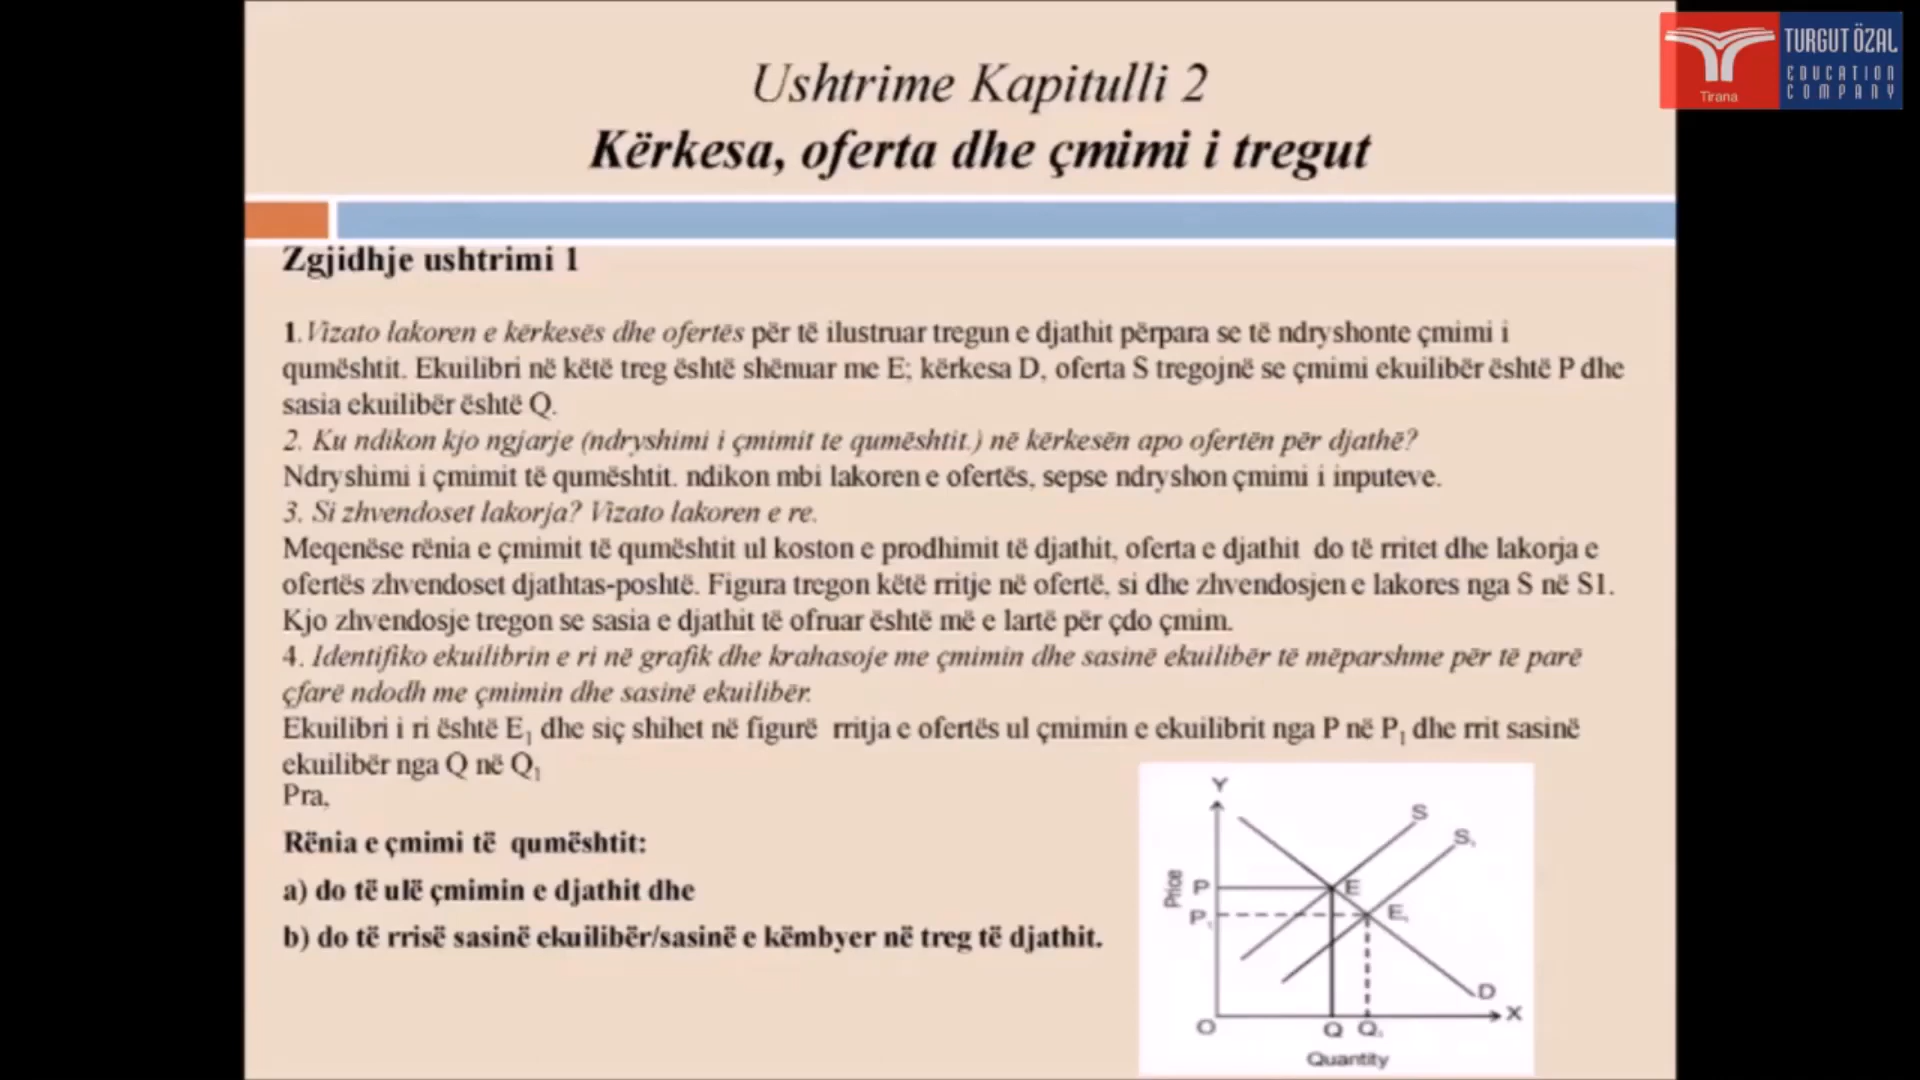 TURGUT ÖZAL
EDUCATION
COMPANY
Tirana
Ushtrime Kapitulli 2
Kërkesa, oferta dhe çmimi i tregut
Zgjidhje ushtrimi 1
1. Vizato lakoren e kërkesës dhe ofertës për të ilustruar tregun e djathit përpara se të ndryshonte çmimi i
qumështit. Ekuilibri në këtë treg është shënuar me E; kërkesa D, oferta S tregojnë se çmimi ekuilibër është P dhe
sasia ekuilibër është Q.
2. Ku ndikon kjo ngjarje (ndryshimi i çmimit te qumështit.) në kërkesën apo ofertën për djathë?
Ndryshimi i çmimit të qumështit. ndikon mbi lakoren e ofertës, sepse ndryshon çmimi i inputeve.
3. Si zhvendoset lakorja? Vizato lakoren e re.
Meqenëse rënia e çmimit të qumështit ul koston e prodhimit të djathit, oferta e djathit do të rritet dhe lakorja e
ofertës zhvendoset djathtas-poshtë. Figura tregon këtë rritje në ofertë, si dhe zhvendosjen e lakores nga S në S1.
Kjo zhvendosje tregon se sasia e djathit të ofruar është më e lartë për çdo çmim.
4. Identifiko ekuilibrin e ri në grafik dhe krahasoje me çmimin dhe sasinë ekuilibër të mëparshme për të parë
çfarë ndodh me çmimin dhe sasinë ekuilibër.
Ekuilibri i ri është E₁ dhe siç shihet në figurë rritja e ofertës ul çmimin e ekuilibrit nga P në P₁ dhe rrit sasinë
ekuilibër nga Q në Q₁
Pra,
Rënia e çmimi të qumështit:
a) do të ulë çmimin e djathit dhe
b) do të rrisë sasinë ekuilibër/sasinë e këmbyer në treg të djathit.
Y
S
S₁
Price
P
E
P₁
E₁
D
X
O
Q Q₁
Quantity